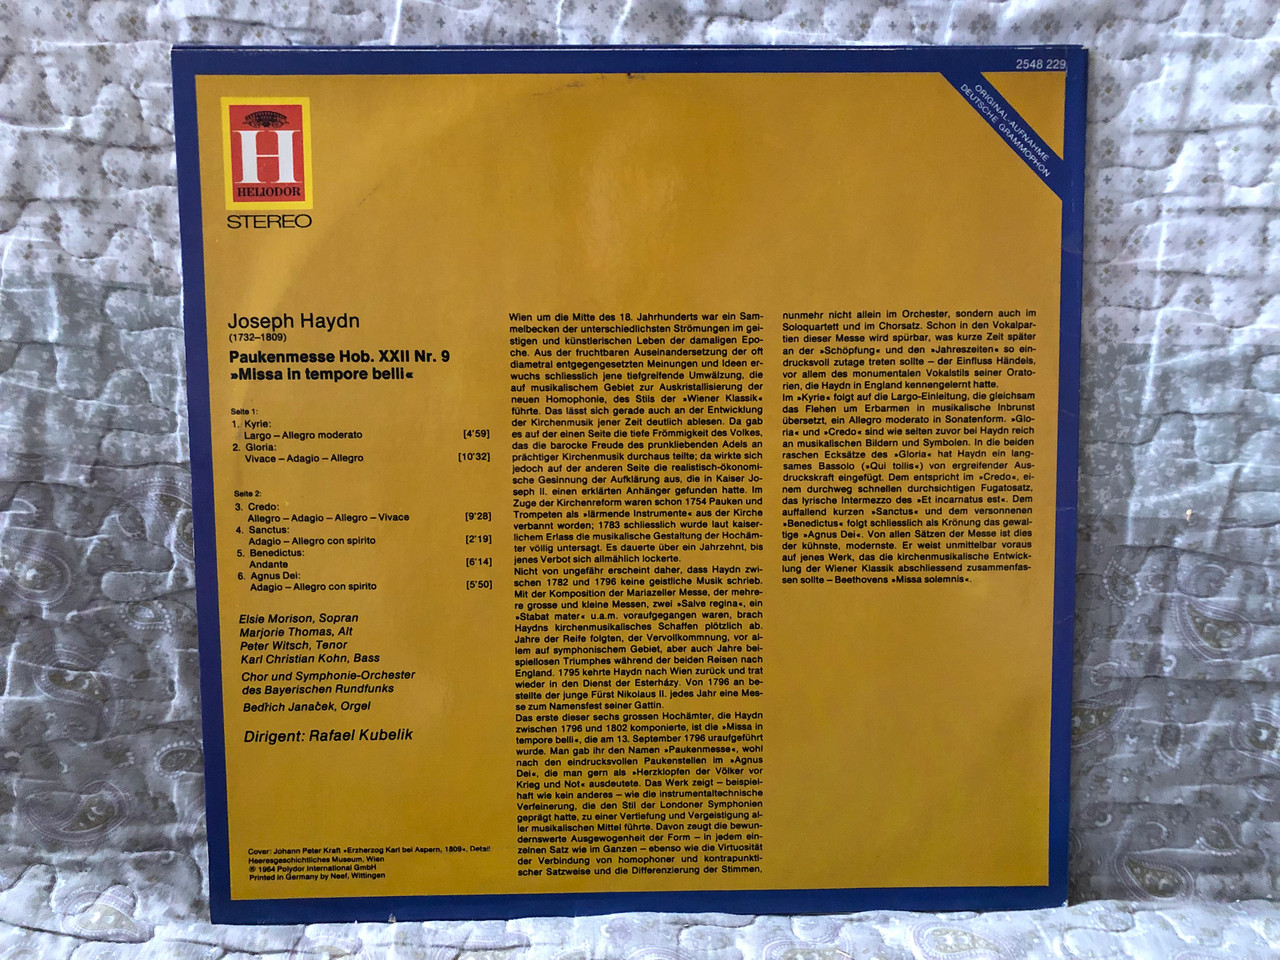 2548 229
ORIGINAL-AUFNAHME
DEUTSCHE GRAMMOPHON
H
HELIODOR
STEREO
Joseph Haydn
(1732–1809)
Paukenmesse Hob. XXII Nr. 9
»Missa in tempore belli«
Seite 1:
1. Kyrie:
Largo – Allegro moderato [4'59]
2. Gloria:
Vivace – Adagio – Allegro [10'32]
Seite 2:
3. Credo:
Allegro – Adagio – Allegro – Vivace [9'28]
4. Sanctus:
Adagio – Allegro con spirito [2'19]
5. Benedictus:
Andante [6'14]
6. Agnus Dei:
Adagio – Allegro con spirito [5'50]
Elsie Morison, Sopran
Marjorie Thomas, Alt
Peter Witsch, Tenor
Karl Christian Kohn, Bass
Chor und Symphonie-Orchester
des Bayerischen Rundfunks
Bedřich Janaček, Orgel
Dirigent: Rafael Kubelik
Cover: Johann Peter Kraft »Erzherzog Karl bei Aspern, 1809«, Detail
Heeresgeschichtliches Museum, Wien
℗ 1964 Polydor International GmbH
Printed in Germany by Neef, Wittingen
Wien um die Mitte des 18. Jahrhunderts war ein Sam-
melbecken der unterschiedlichsten Strömungen im gei-
stigen und künstlerischen Leben der damaligen Epo-
che. Aus der fruchtbaren Auseinandersetzung der oft
diametral entgegengesetzten Meinungen und Ideen er-
wuchs schliesslich jene tiefgreifende Umwälzung, die
auf musikalischem Gebiet zur Auskristallisierung der
neuen Homophonie, des Stils der »Wiener Klassik«
führte. Das lässt sich gerade auch an der Entwicklung
der Kirchenmusik jener Zeit deutlich ablesen. Da gab
es auf der einen Seite die tiefe Frömmigkeit des Volkes,
das die barocke Freude des prunkliebenden Adels an
prächtiger Kirchenmusik durchaus teilte; da wirkte sich
jedoch auf der anderen Seite die realistisch-ökonomi-
sche Gesinnung der Aufklärung aus, die in Kaiser Jo-
seph II. einen erklärten Anhänger gefunden hatte. Im
Zuge der Kirchenreform waren schon 1754 Pauken und
Trompeten als »lärmende Instrumente« aus der Kirche
verbannt worden; 1783 schliesslich wurde laut kaiser-
lichem Erlass die musikalische Gestaltung der Hochäm-
ter völlig untersagt. Es dauerte über ein Jahrzehnt, bis
jenes Verbot sich allmählich lockerte.
Nicht von ungefähr erscheint daher, dass Haydn zwi-
schen 1782 und 1796 keine geistliche Musik schrieb.
Mit der Komposition der Mariazeller Messe, der mehre-
re grosse und kleine Messen, zwei »Salve regina«, ein
»Stabat mater« u.a.m. voraufgegangen waren, brach
Haydns kirchenmusikalisches Schaffen plötzlich ab.
Jahre der Reife folgten, der Vervollkommnung, vor al-
lem auf symphonischem Gebiet, aber auch Jahre bei-
spiellosen Triumphes während der beiden Reisen nach
England. 1795 kehrte Haydn nach Wien zurück und trat
wieder in den Dienst der Esterházy. Von 1796 an be-
stellte der junge Fürst Nikolaus II. jedes Jahr eine Mes-
se zum Namensfest seiner Gattin.
Das erste dieser sechs grossen Hochämter, die Haydn
zwischen 1796 und 1802 komponierte, ist die »Missa in
tempore belli«, die am 13. September 1796 uraufgeführt
wurde. Man gab ihr den Namen »Paukenmesse«, wohl
nach den eindrucksvollen Paukenstellen im »Agnus
Dei«, die man gern als »Herzklopfen der Völker vor
Krieg und Not« ausdeutete. Das Werk zeigt – beispiel-
haft wie kein anderes – wie die instrumentaltechnische
Verfeinerung, die den Stil der Londoner Symphonien
geprägt hatte, zu einer Vertiefung und Vergeistigung al-
ler musikalischen Mittel führte. Davon zeugt die bewun-
dernswerte Ausgewogenheit der Form – in jedem ein-
zelnen Satz wie im Ganzen – ebenso wie die Virtuosität
der Verbindung von homophoner und kontrapunkti-
scher Satzweise und die Differenzierung der Stimmen,
nunmehr nicht allein im Orchester, sondern auch im
Soloquartett und im Chorsatz. Schon in den Vokalpar-
tien dieser Messe wird spürbar, was kurze Zeit später
an der »Schöpfung« und den »Jahreszeiten« so ein-
drucksvoll zutage treten sollte – der Einfluss Händels,
vor allem des monumentalen Vokalstils seiner Orato-
rien, die Haydn in England kennengelernt hatte.
Im »Kyrie« folgt auf die Largo-Einleitung, die gleichsam
das Flehen um Erbarmen in musikalische Inbrunst
übersetzt, ein Allegro moderato in Sonatenform. »Glo-
ria« und »Credo« sind wie selten zuvor bei Haydn reich
an musikalischen Bildern und Symbolen. In die beiden
raschen Ecksätze des »Gloria« hat Haydn ein lang-
sames Bassolo (»Qui tollis«) von ergreifender Aus-
druckskraft eingefügt. Dem entspricht im »Credo«, ei-
nem durchweg schnellen durchsichtigen Fugatosatz,
das lyrische Intermezzo des »Et incarnatus est«. Dem
auffallend kurzen »Sanctus« und dem versonnenen
»Benedictus« folgt schliesslich als Krönung das gewal-
tige »Agnus Dei«. Von allen Sätzen der Messe ist dies
der kühnste, modernste. Er weist unmittelbar voraus
auf jenes Werk, das die kirchenmusikalische Entwick-
lung der Wiener Klassik abschliessend zusammenfas-
sen sollte – Beethovens »Missa solemnis«.